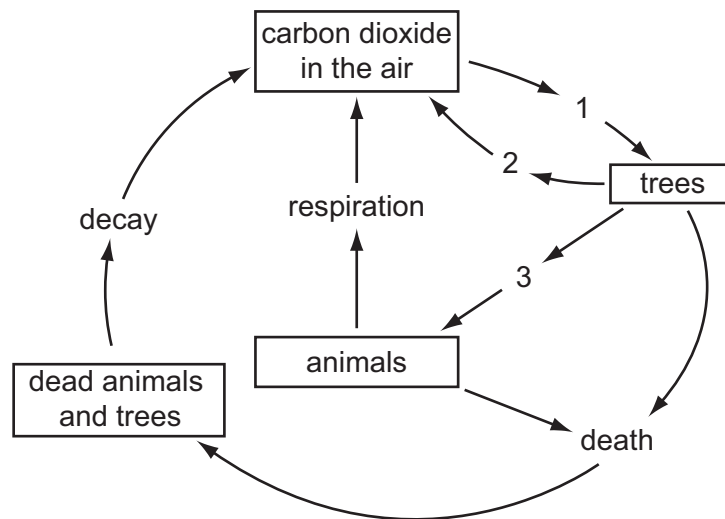 carbon dioxide
in the air
1
2
trees
decay
respiration
3
animals
dead animals
and trees
death